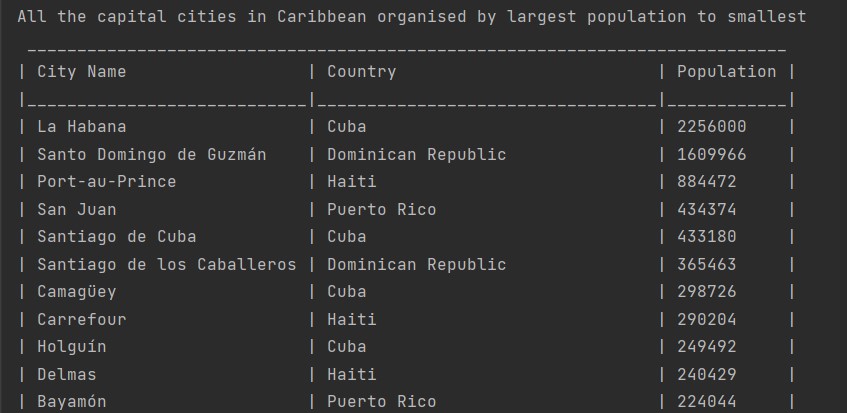 All the capital cities in Caribbean organised by largest population to smallest
| City Name | Country | Population |
| La Habana | Cuba | 2256000 |
| Santo Domingo de Guzmán | Dominican Republic | 1609966 |
| Port-au-Prince | Haiti | 884472 |
| San Juan | Puerto Rico | 434374 |
| Santiago de Cuba | Cuba | 433180 |
| Santiago de los Caballeros | Dominican Republic | 365463 |
| Camagüey | Cuba | 298726 |
| Carrefour | Haiti | 290204 |
| Holguín | Cuba | 249492 |
| Delmas | Haiti | 240429 |
| Bayamón | Puerto Rico | 224044 |